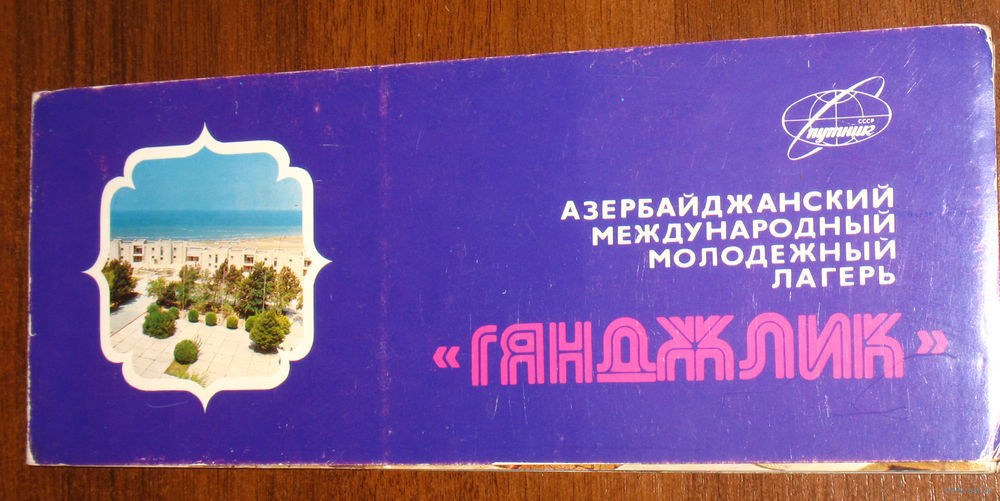 СССР
Спутник
АЗЕРБАЙДЖАНСКИЙ
МЕЖДУНАРОДНЫЙ
МОЛОДЕЖНЫЙ
ЛАГЕРЬ
«ГЯНДЖЛИК»